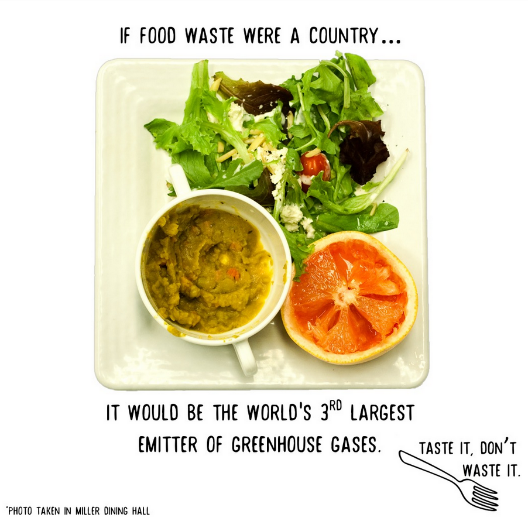 IF FOOD WASTE WERE A COUNTRY...
IT WOULD BE THE WORLD'S 3RD LARGEST
EMITTER OF GREENHOUSE GASES.
TASTE IT, DON'T
WASTE IT.
*PHOTO TAKEN IN MILLER DINING HALL